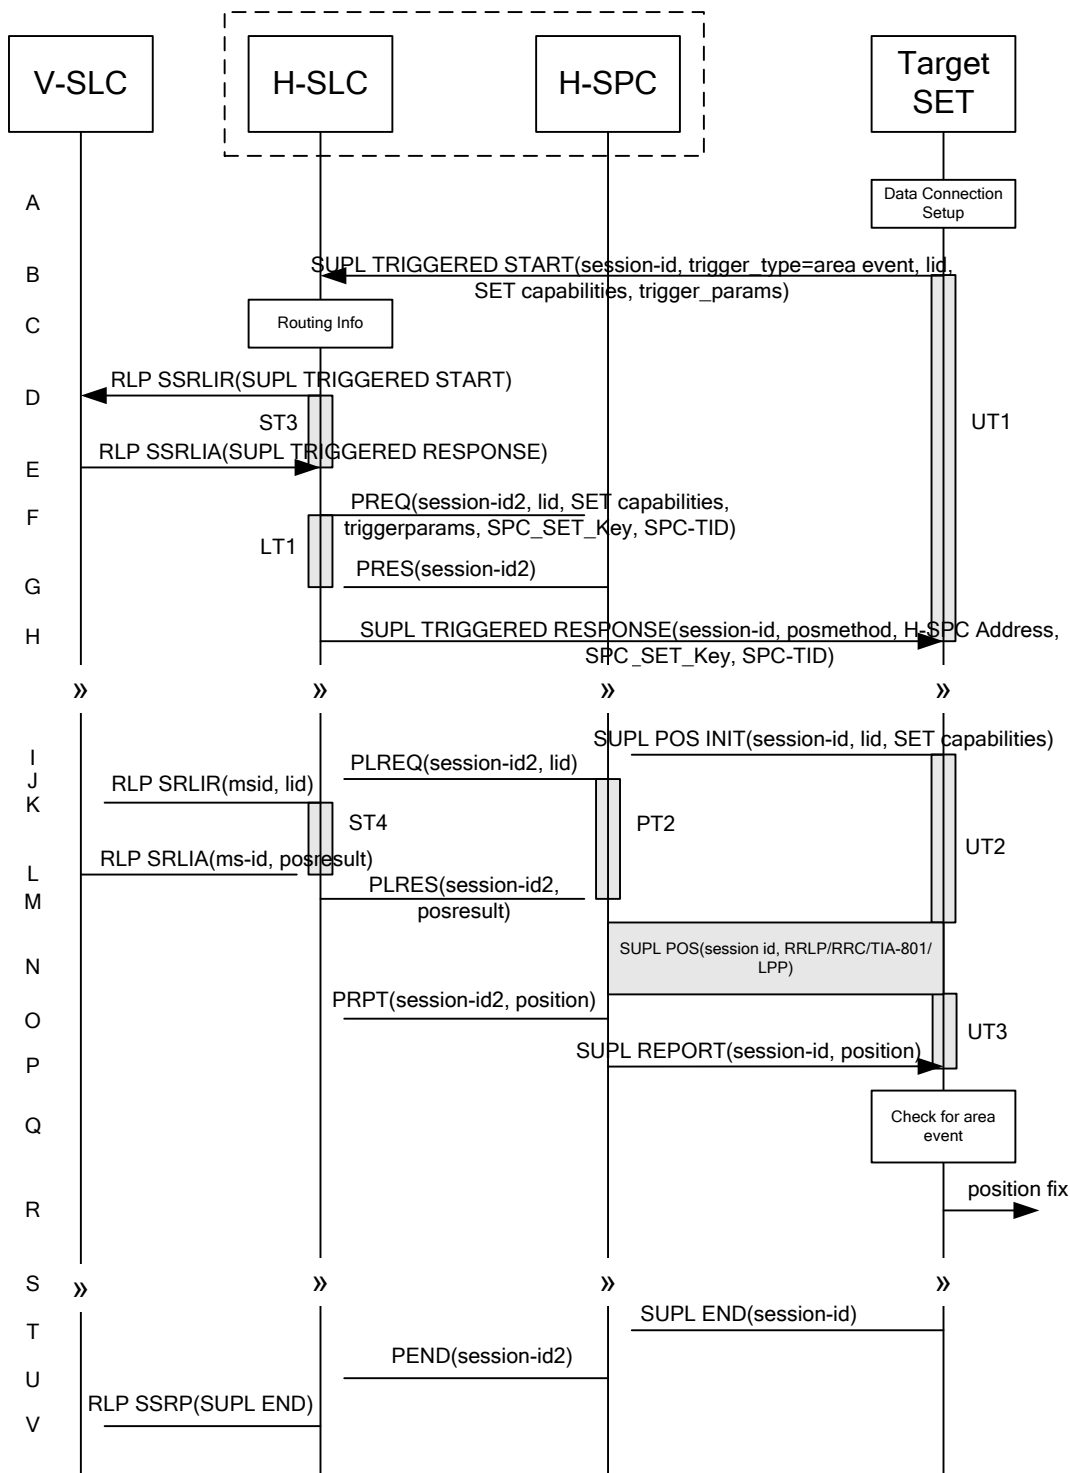 V-SLC
H-SLC
H-SPC
Target
SET
A
Data Connection
Setup
B
SUPL TRIGGERED START(session-id, trigger_type=area event, lid,
SET capabilities, trigger_params)
C
Routing Info
D
RLP SSRLIR(SUPL TRIGGERED START)
ST3
UT1
E
RLP SSRLIA(SUPL TRIGGERED RESPONSE)
F
PREQ(session-id2, lid, SET capabilities,
triggerparams, SPC_SET_Key, SPC-TID)
LT1
G
PRES(session-id2)
H
SUPL TRIGGERED RESPONSE(session-id, posmethod, H-SPC Address,
SPC_SET_Key, SPC-TID)
» » » »
I
SUPL POS INIT(session-id, lid, SET capabilities)
J
PLREQ(session-id2, lid)
K
RLP SRLIR(msid, lid)
ST4
PT2
UT2
L
RLP SRLIA(ms-id, posresult)
M
PLRES(session-id2,
posresult)
N
SUPL POS(session id, RRLP/RRC/TIA-801/
LPP)
O
PRPT(session-id2, position)
UT3
P
SUPL REPORT(session-id, position)
Q
Check for area
event
R
position fix
S
» » » »
T
SUPL END(session-id)
U
PEND(session-id2)
V
RLP SSRP(SUPL END)